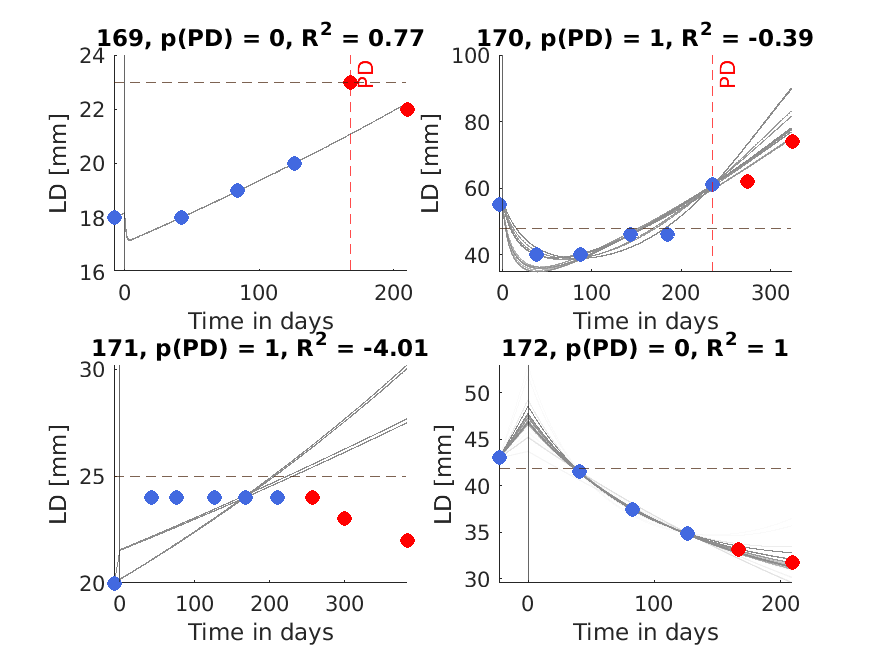 169, p(PD) = 0, R² = 0.77
24
22
20
18
16
LD [mm]
PD
0
100
200
Time in days
170, p(PD) = 1, R² = -0.39
100
80
60
40
LD [mm]
PD
0
100
200
300
Time in days
171, p(PD) = 1, R² = -4.01
30
25
20
LD [mm]
0
100
200
300
Time in days
172, p(PD) = 0, R² = 1
50
45
40
35
30
LD [mm]
0
100
200
Time in days